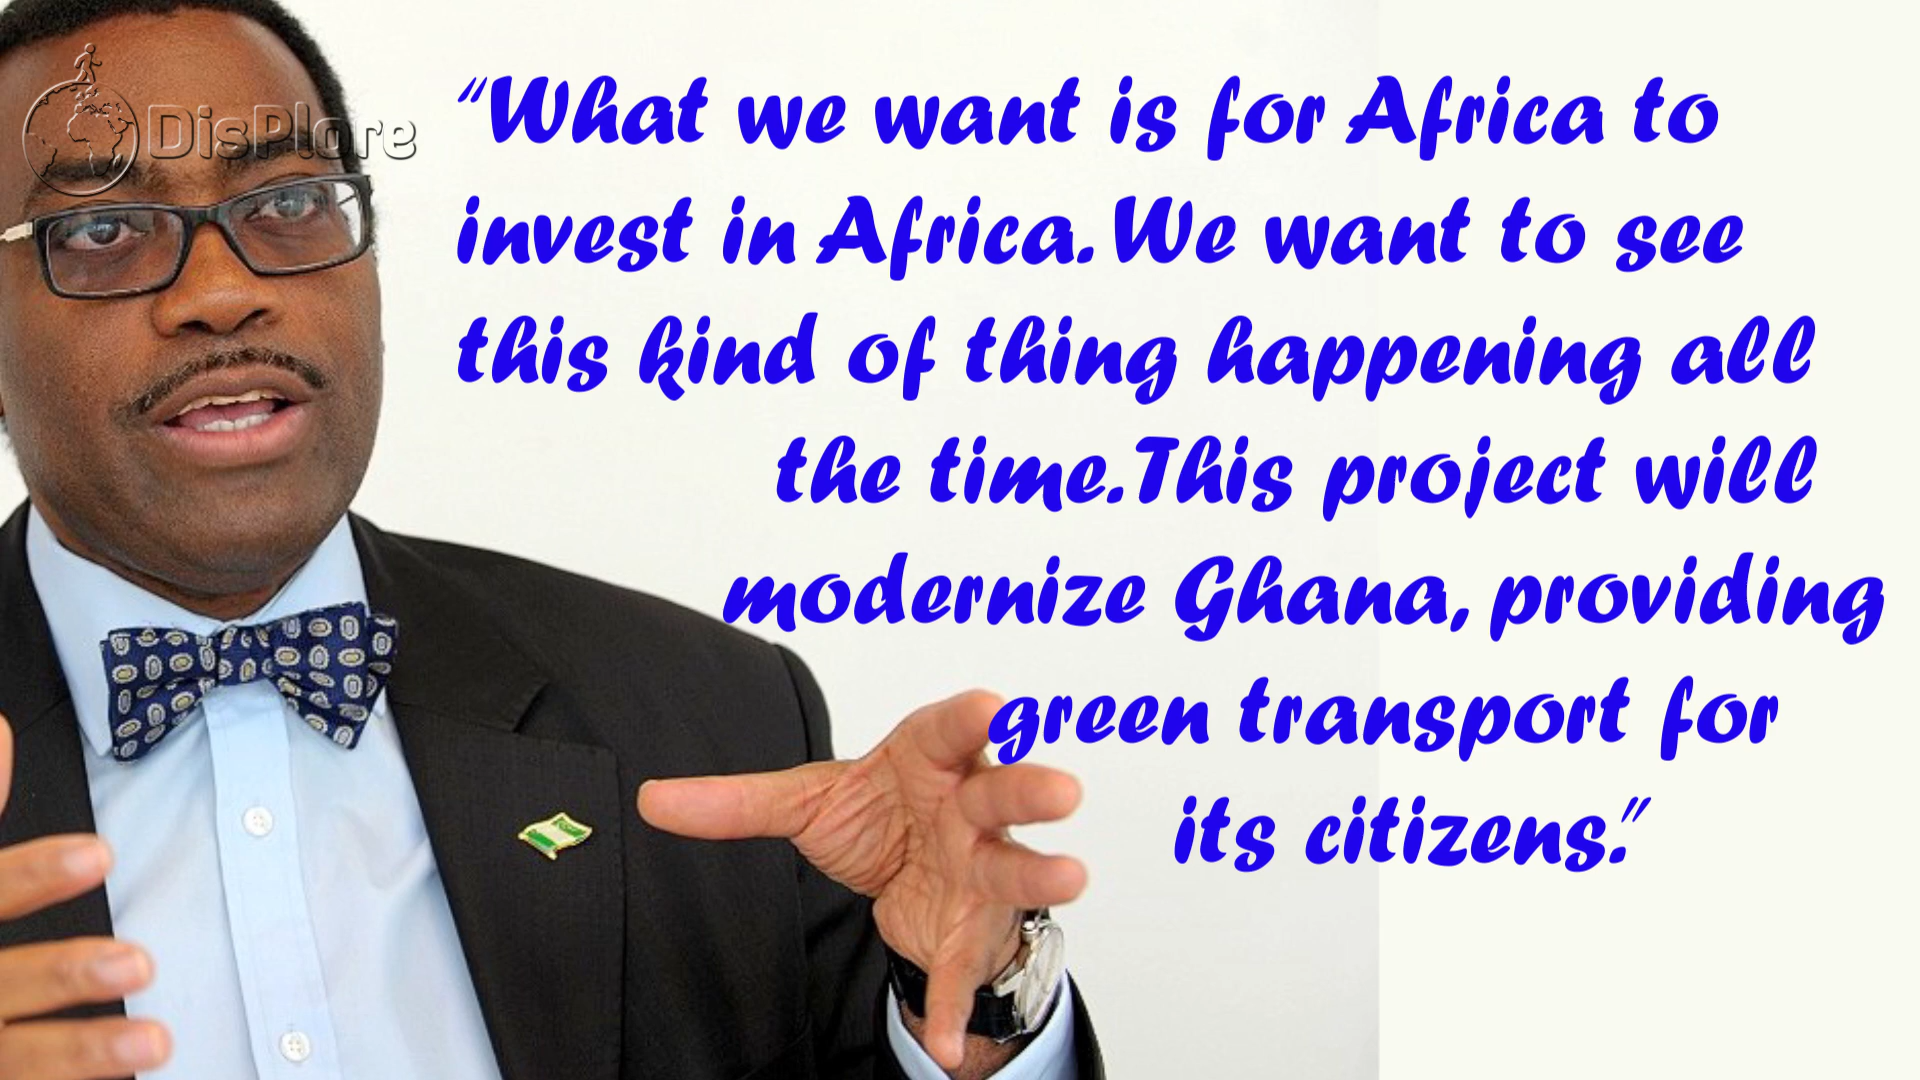 DisPlore
“What we want is for Africa to
invest in Africa. We want to see
this kind of thing happening all
the time. This project will
modernize Ghana, providing
green transport for
its citizens.”